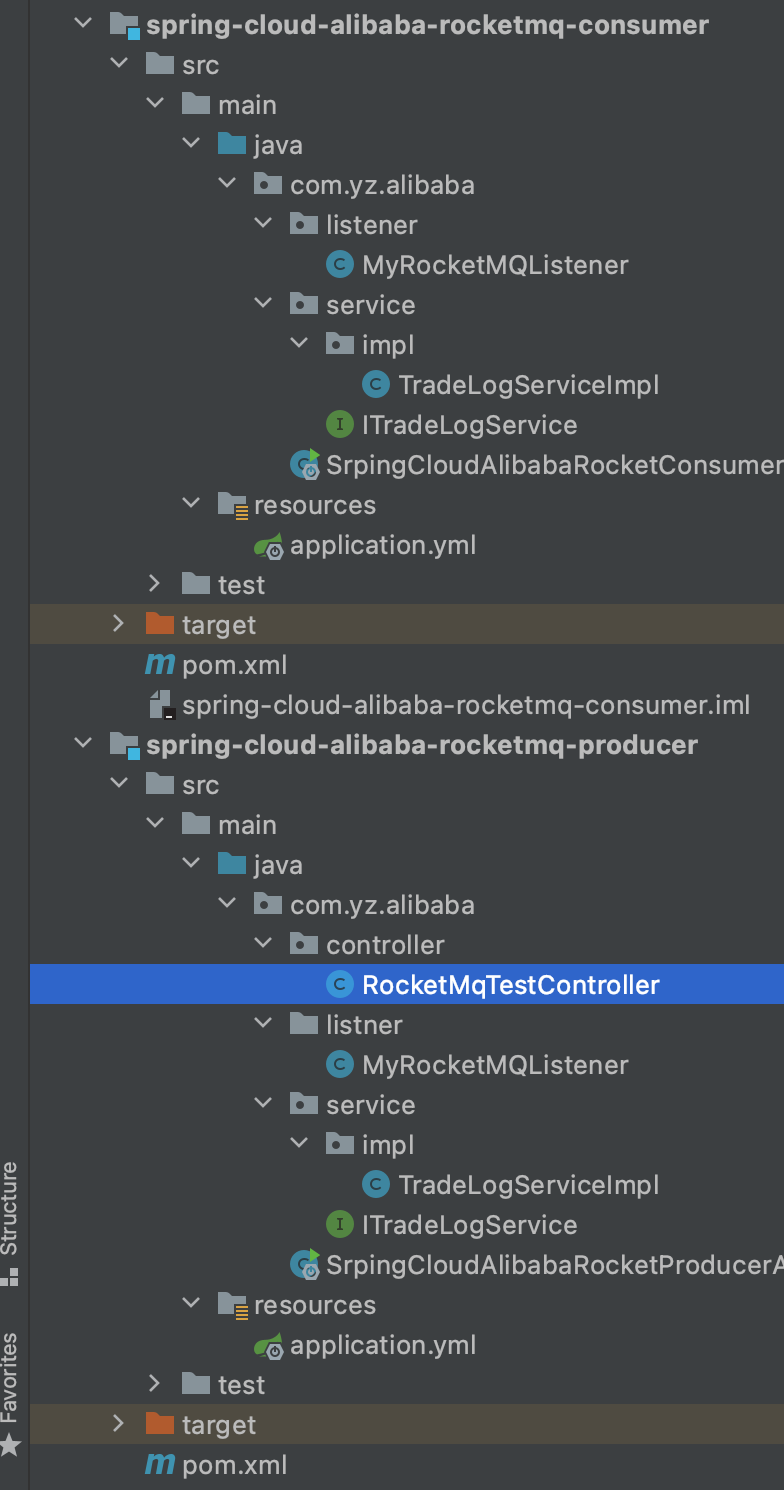 spring-cloud-alibaba-rocketmq-consumer
src
main
java
com.yz.alibaba
listener
C MyRocketMQListener
service
impl
C TradeLogServiceImpl
I ITradeLogService
C SrpingCloudAlibabaRocketConsumer
resources
application.yml
test
target
m pom.xml
spring-cloud-alibaba-rocketmq-consumer.iml
spring-cloud-alibaba-rocketmq-producer
src
main
java
com.yz.alibaba
controller
C RocketMqTestController
listner
C MyRocketMQListener
service
impl
C TradeLogServiceImpl
I ITradeLogService
C SrpingCloudAlibabaRocketProducerA
resources
application.yml
test
target
m pom.xml
Structure
Favorites